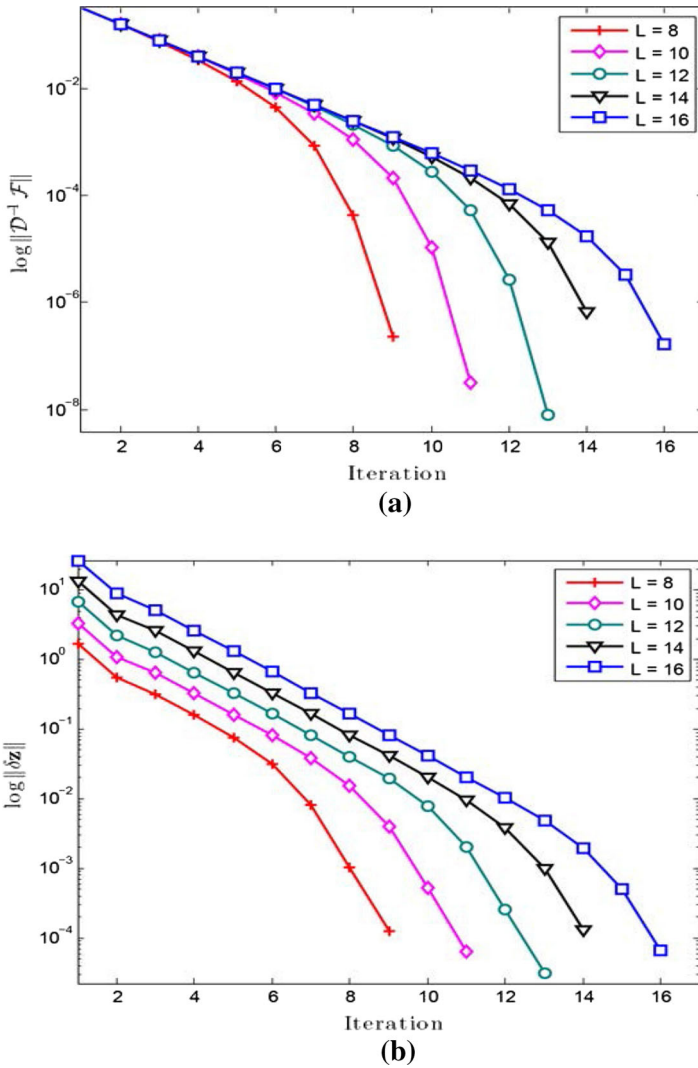 L = 8
L = 10
L = 12
L = 14
L = 16
10⁻²
10⁻⁴
10⁻⁶
10⁻⁸
log‖𝒟⁻¹ ℱ‖
2 4 6 8 10 12 14 16
Iteration
(a)
L = 8
L = 10
L = 12
L = 14
L = 16
10¹
10⁰
10⁻¹
10⁻²
10⁻³
10⁻⁴
log‖δz‖
2 4 6 8 10 12 14 16
Iteration
(b)